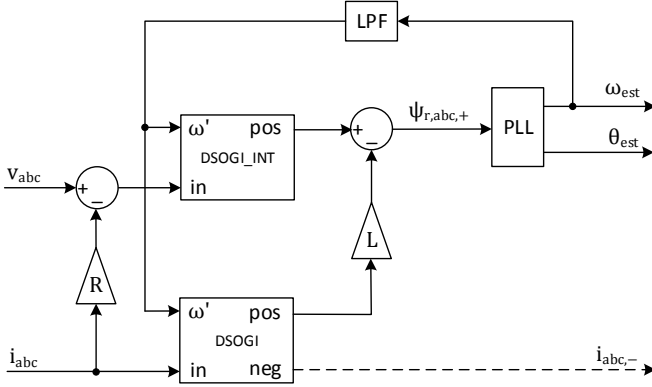 LPF
ω'
pos
DSOGI_INT
in
ψr,abc,+
PLL
ωest
θest
vabc
+
−
+
−
R
L
ω'
pos
DSOGI
in
neg
iabc
iabc,−